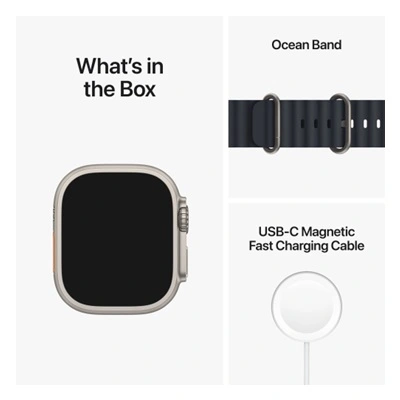 What's in
the Box
Ocean Band
USB-C Magnetic
Fast Charging Cable